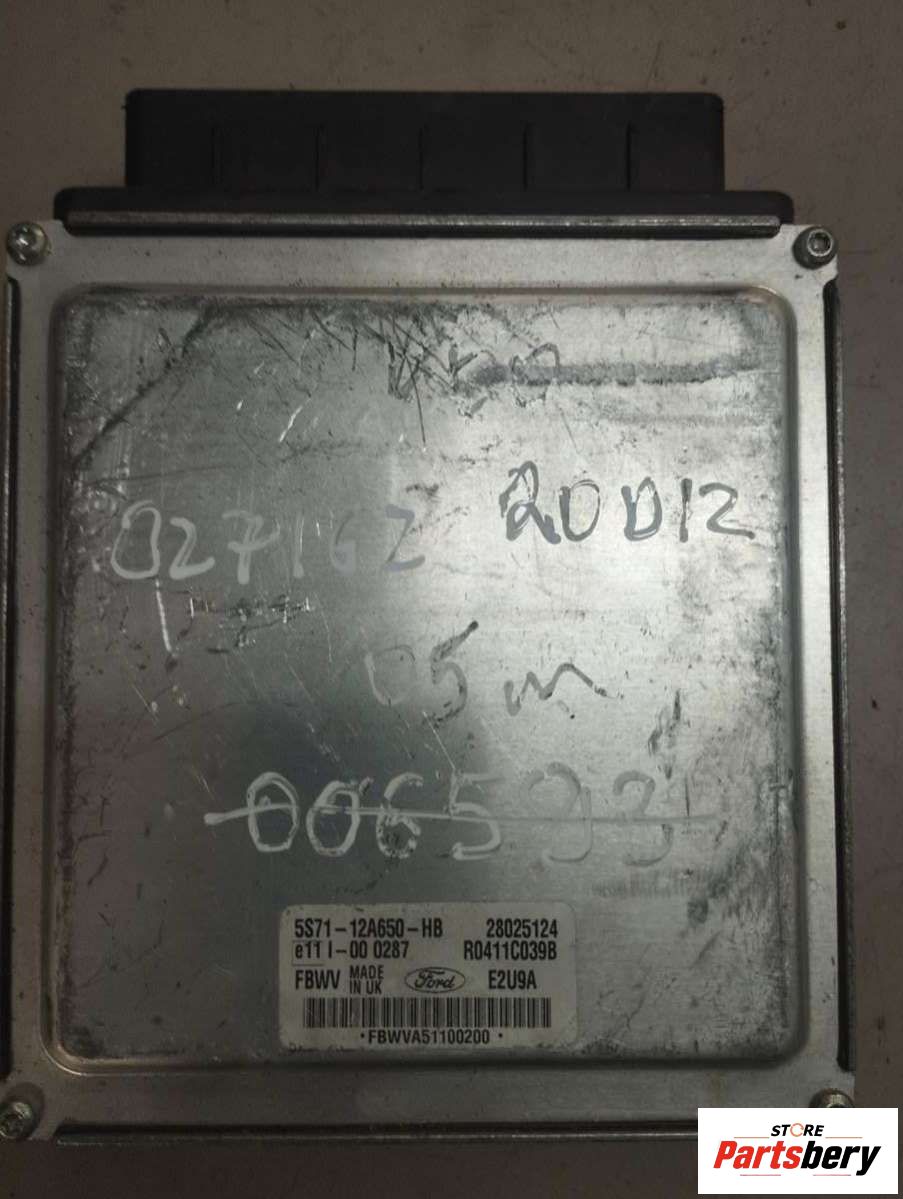 027162 20D12
05 m
006593
5S71-12A650-HB 28025124
e11 I-00 0287 R0411C039B
FBWV MADE IN UK Ford E2U9A
•FBWVA51100200•
STORE
Partsbery